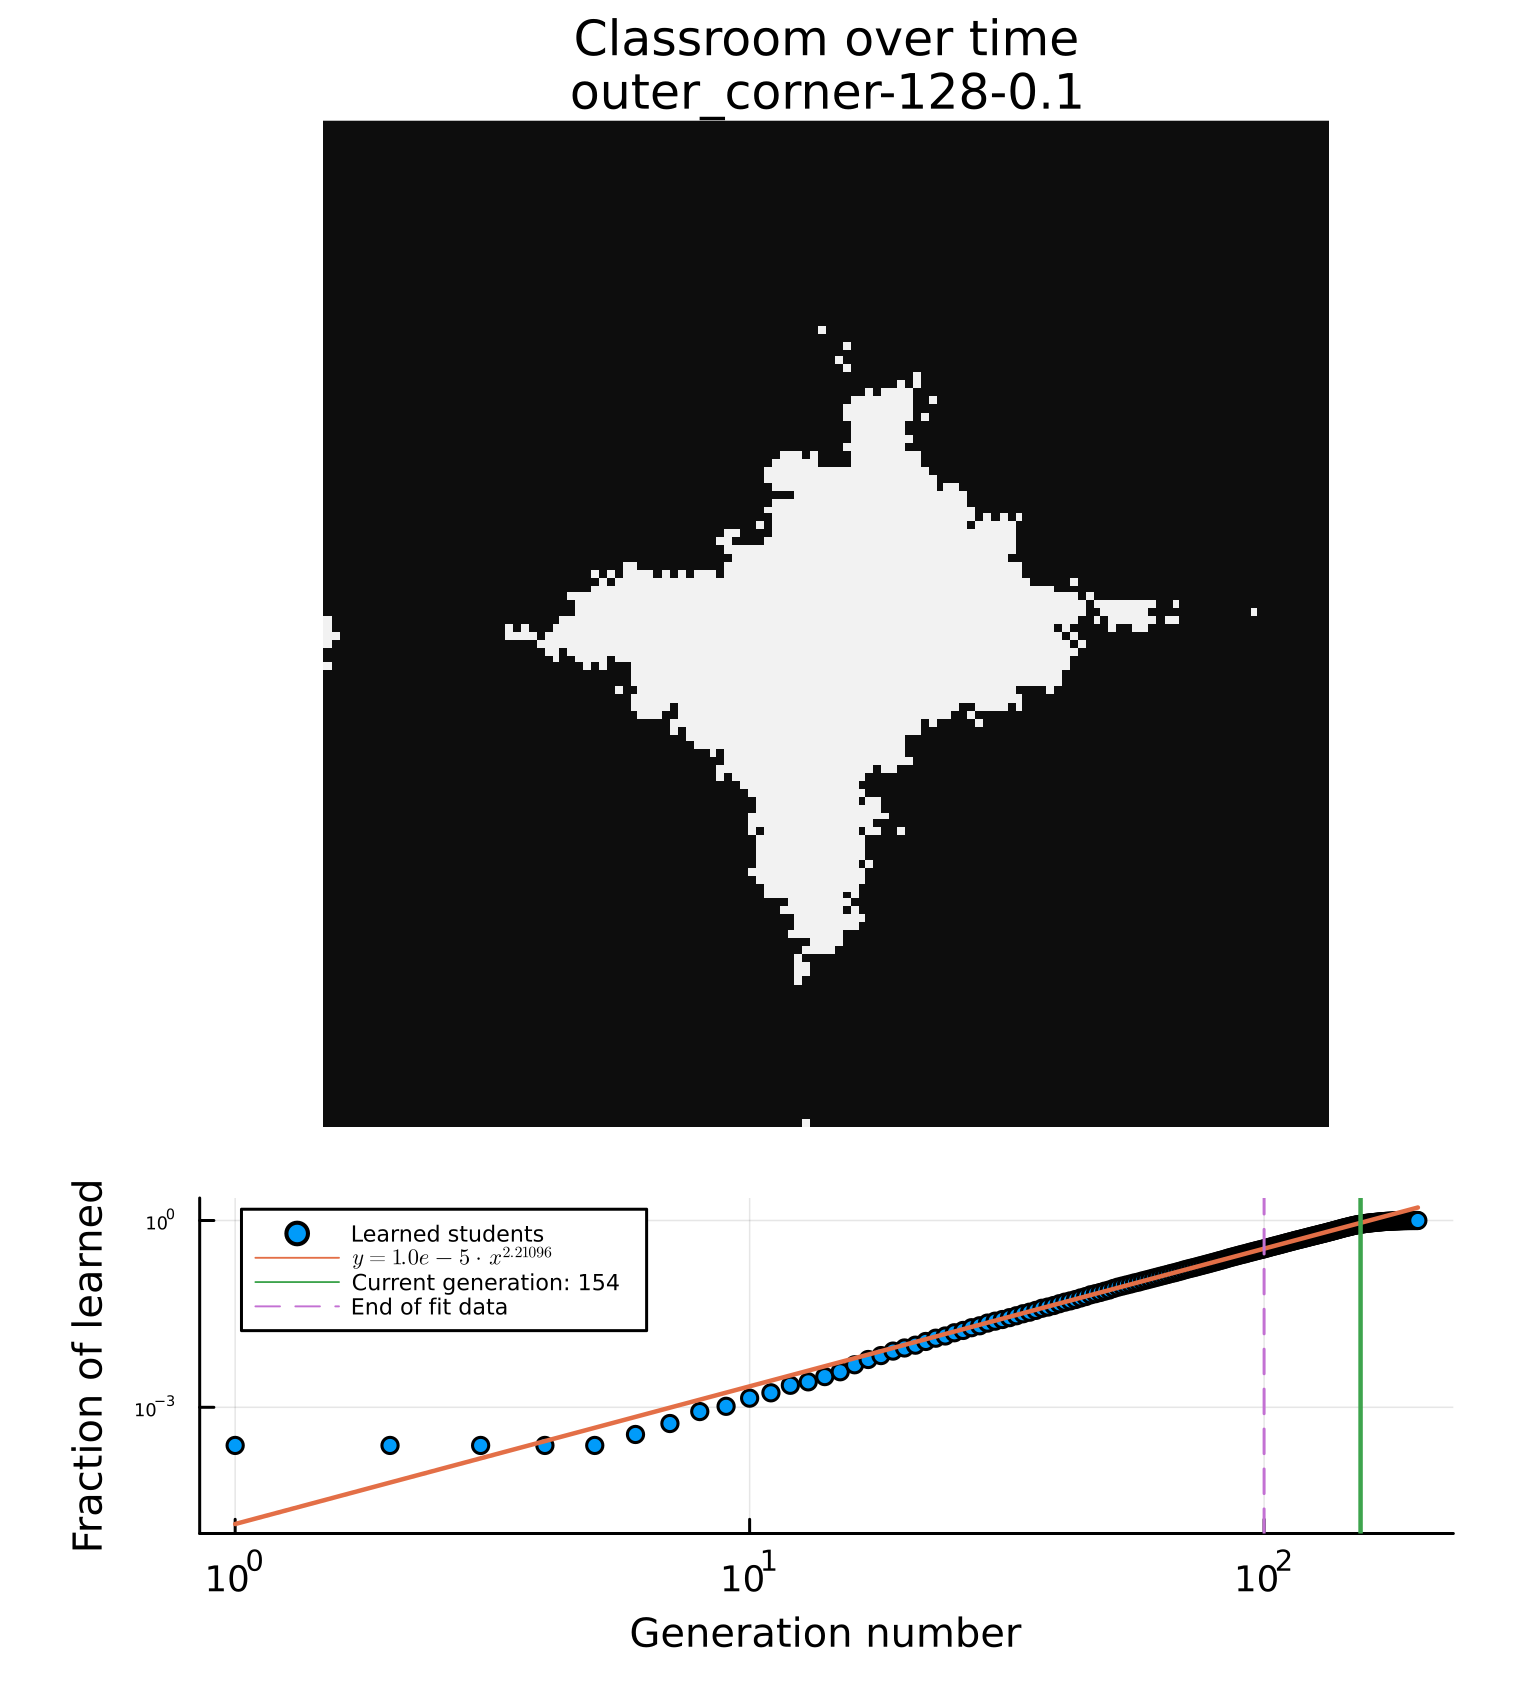 Classroom over time
outer_corner-128-0.1
Fraction of learned
10^0
10^-3
Learned students
y = 1.0e − 5 · x^2.21096
Current generation: 154
End of fit data
10^0
10^1
10^2
Generation number